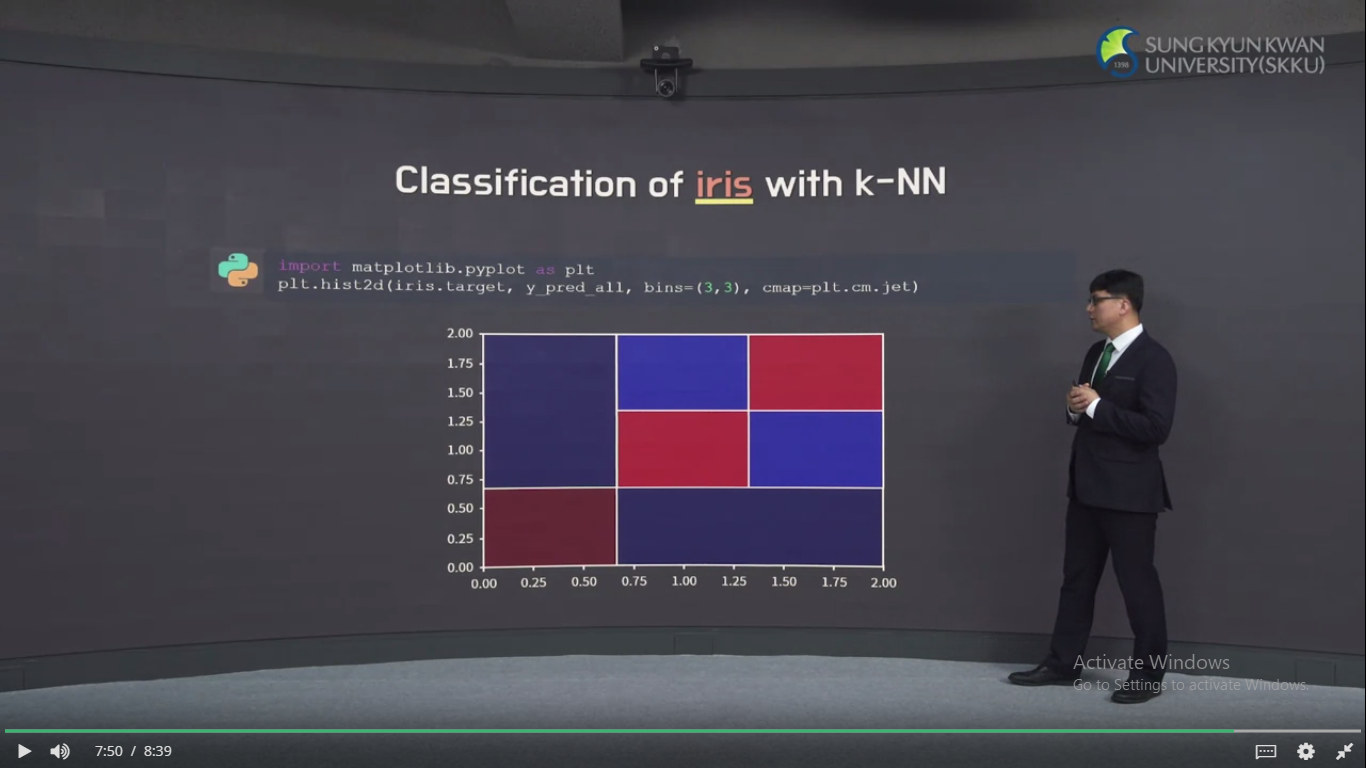 SUNGKYUNKWAN
UNIVERSITY(SKKU)
1398
Classification of iris with k-NN
import matplotlib.pyplot as plt
plt.hist2d(iris.target, y_pred_all, bins=(3,3), cmap=plt.cm.jet)
2.00
1.75
1.50
1.25
1.00
0.75
0.50
0.25
0.00
0.00 0.25 0.50 0.75 1.00 1.25 1.50 1.75 2.00
Activate Windows
Go to Settings to activate Windows.
7:50 / 8:39